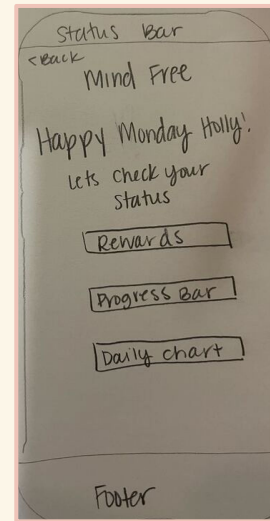 Status Bar
<Back
Mind Free
Happy Monday Holly!
Lets check your
status
Rewards
Progress Bar
Daily chart
Footer